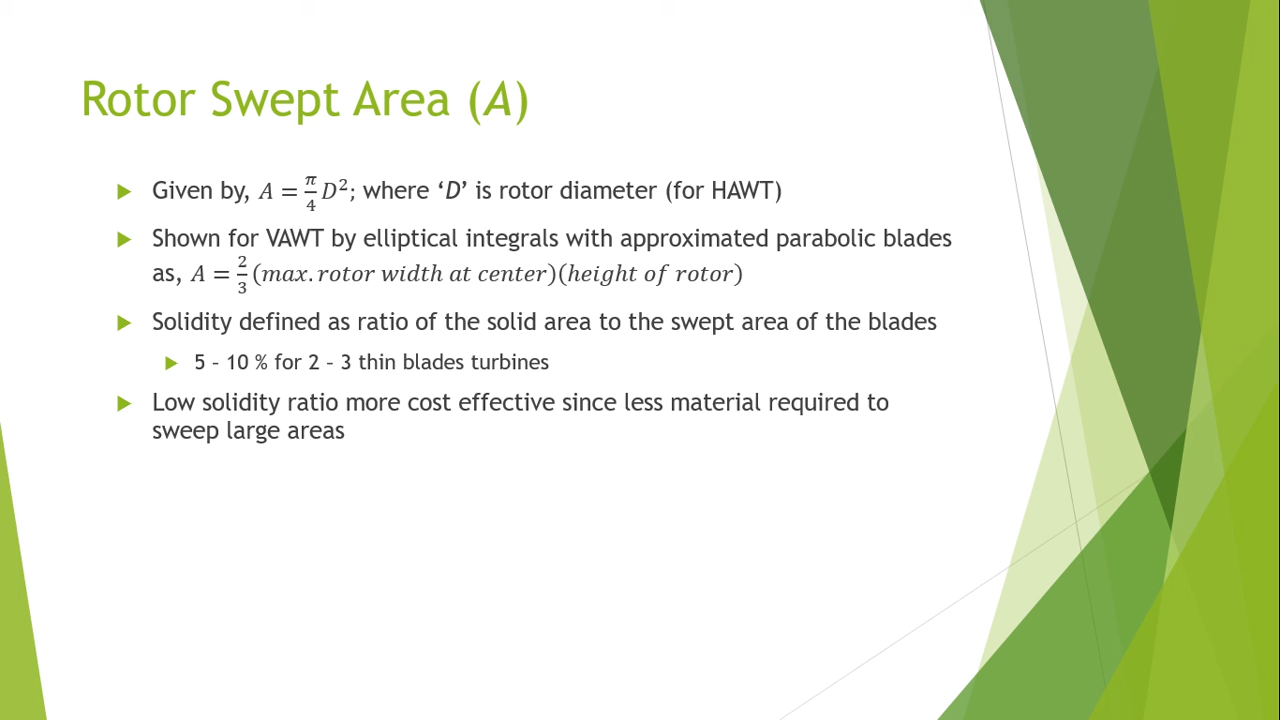 Rotor Swept Area (A)
Given by, A = π/4 D²; where ‘D’ is rotor diameter (for HAWT)
Shown for VAWT by elliptical integrals with approximated parabolic blades
as, A = 2/3 (max. rotor width at center)(height of rotor)
Solidity defined as ratio of the solid area to the swept area of the blades
5 – 10 % for 2 – 3 thin blades turbines
Low solidity ratio more cost effective since less material required to
sweep large areas